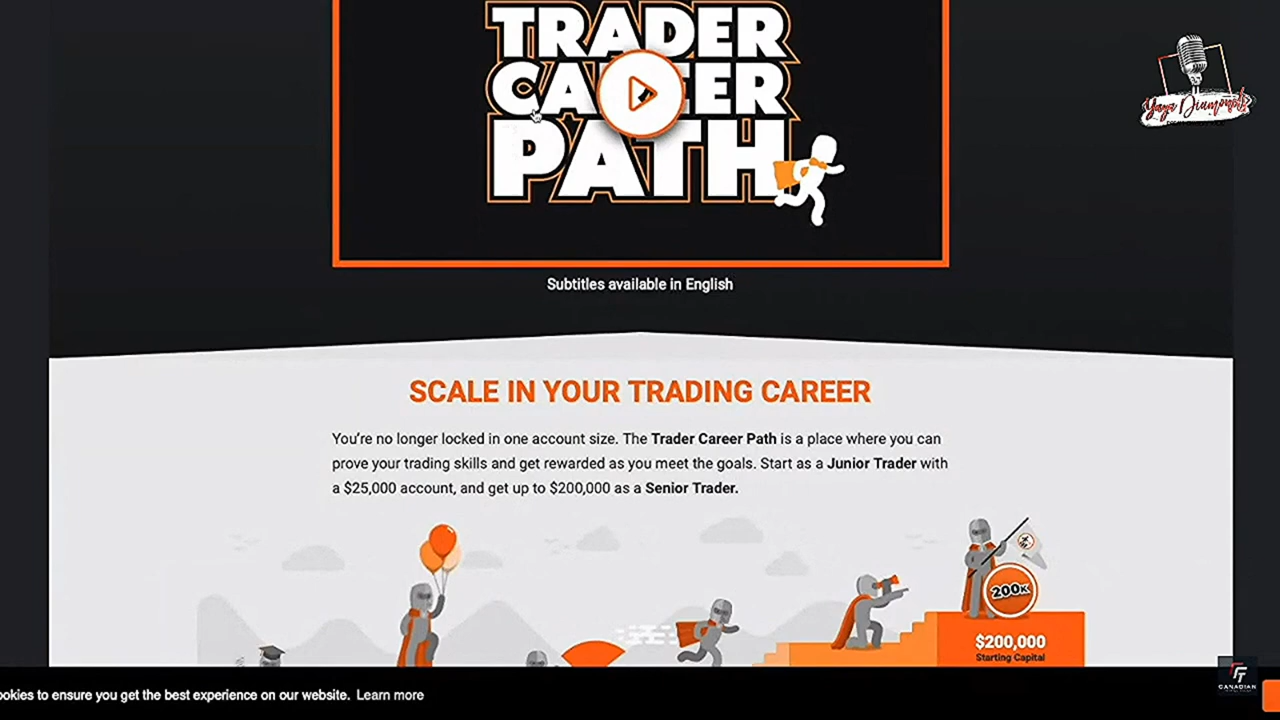 TRADER
CAREER
PATH
Yaya Diamond
Subtitles available in English
SCALE IN YOUR TRADING CAREER
You're no longer locked in one account size. The Trader Career Path is a place where you can
prove your trading skills and get rewarded as you meet the goals. Start as a Junior Trader with
a $25,000 account, and get up to $200,000 as a Senior Trader.
200K
$200,000
Starting Capital
CANADIAN
ookies to ensure you get the best experience on our website. Learn more